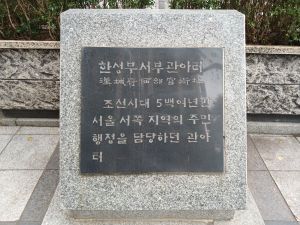 한성부서부관아터
漢城府西部官衙址
조선시대 5백여년간
서울 서쪽 지역의 주민
행정을 담당하던 관아
터